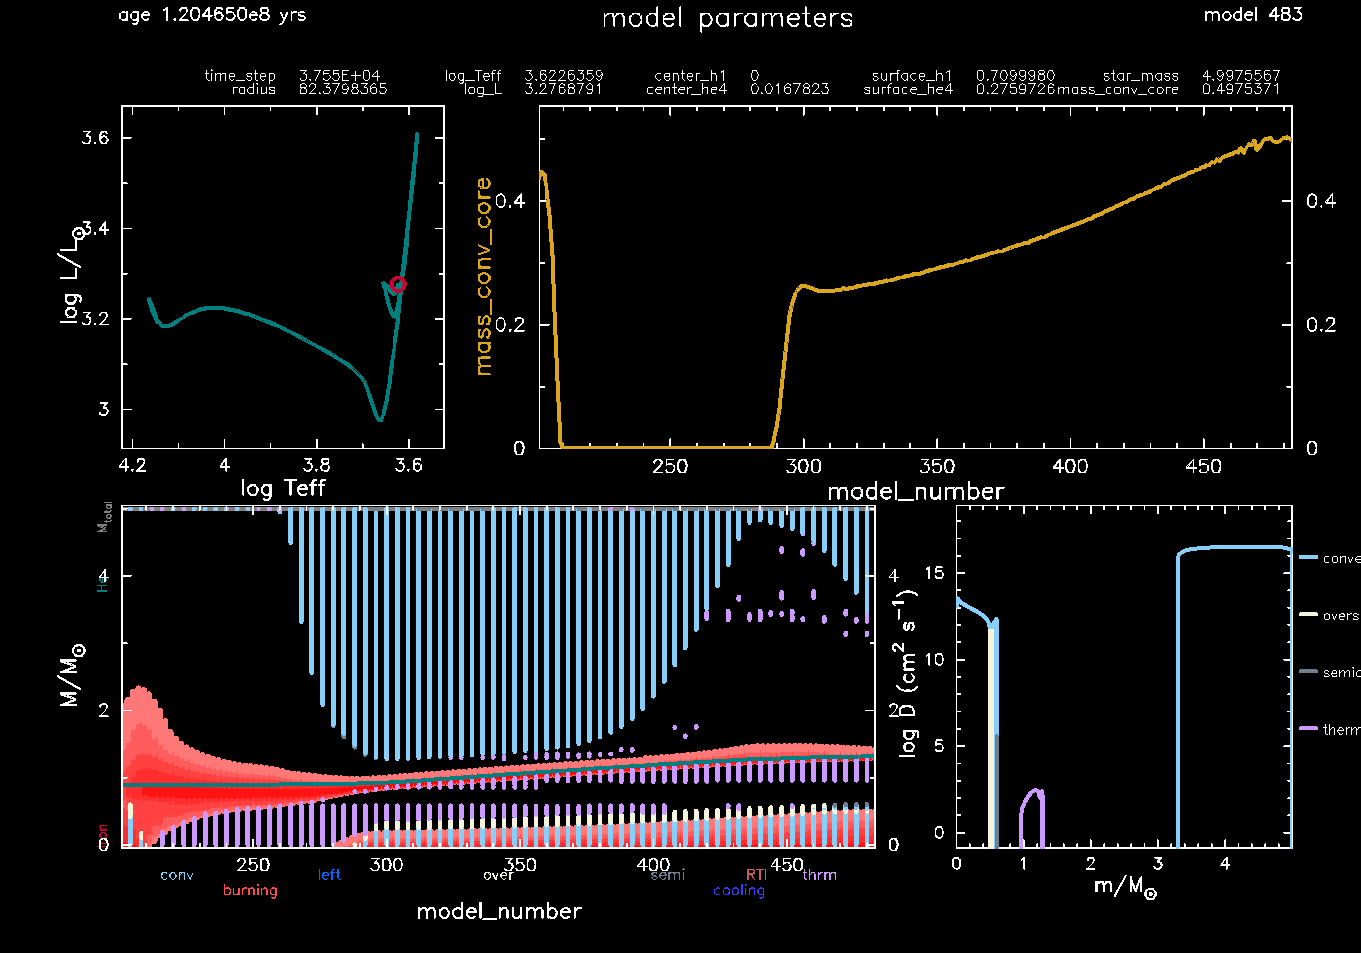 age 1.204650e8 yrs model parameters model 483
time_step 3.755E+04 log_Teff 3.6226359 center_h1 0 surface_h1 0.7099980 star_mass 4.9975567
radius 82.3798365 log_L 3.2768791 center_he4 0.0167823 surface_he4 0.2759726 mass_conv_core 0.4975371
log L/L⊙
3.6
3.4
3.2
3
4.2 4 3.8 3.6
log Teff
mass_conv_core
0.4 0.4
0.2 0.2
0 0
250 300 350 400 450
model_number
Mtotal
He
M/M⊙
4 4
2 2
0 0
250 300 350 400 450
conv left over semi RTI thrm
burning cooling
model_number
log D (cm² s⁻¹)
15
10
5
0
0 1 2 3 4
m/M⊙
conve
overs
semic
therm